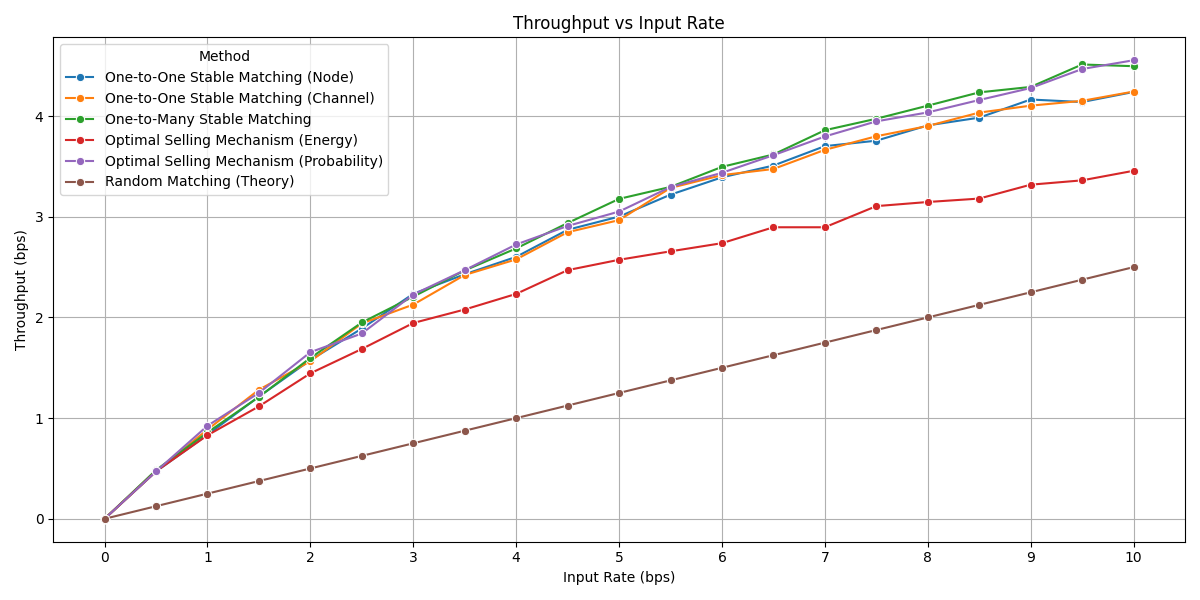 Throughput vs Input Rate
Method
One-to-One Stable Matching (Node)
One-to-One Stable Matching (Channel)
One-to-Many Stable Matching
Optimal Selling Mechanism (Energy)
Optimal Selling Mechanism (Probability)
Random Matching (Theory)
Throughput (bps)
4
3
2
1
0
0 1 2 3 4 5 6 7 8 9 10
Input Rate (bps)